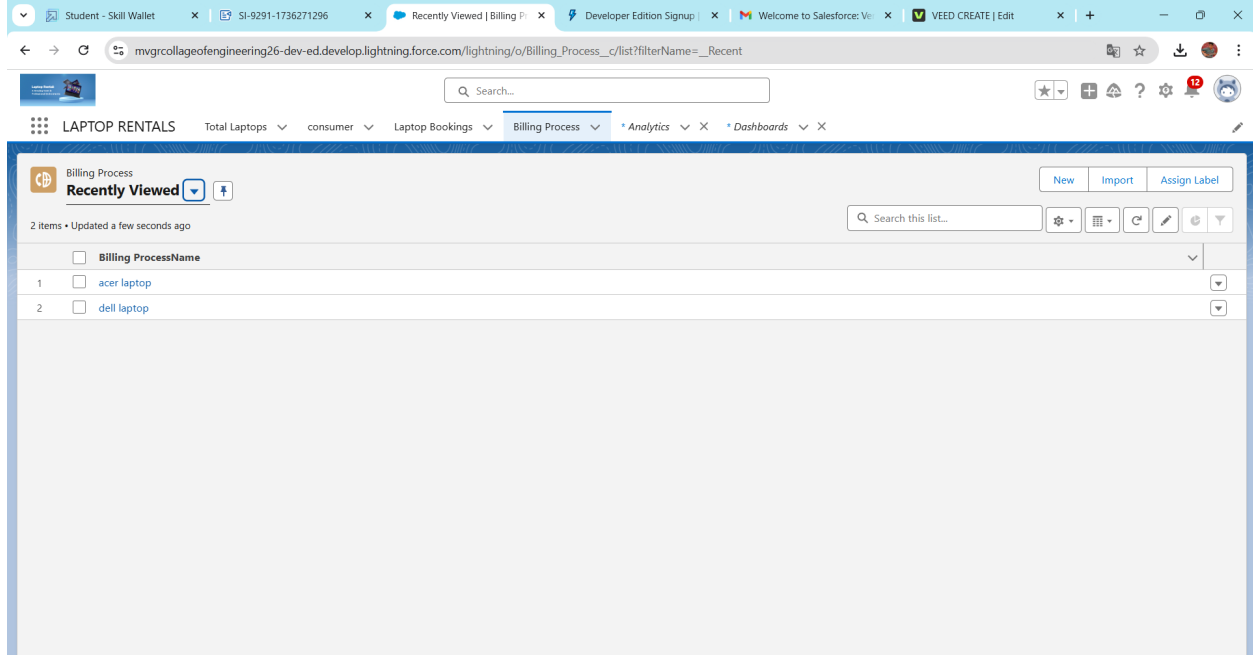 Student - Skill Wallet
SI-9291-1736271296
Recently Viewed | Billing Pr
Developer Edition Signup |
Welcome to Salesforce: Ve
VEED CREATE | Edit
mvgrcollageofengineering26-dev-ed.develop.lightning.force.com/lightning/o/Billing_Process__c/list?filterName=__Recent
Search...
12
LAPTOP RENTALS
Total Laptops
consumer
Laptop Bookings
Billing Process
* Analytics
* Dashboards
Billing Process
Recently Viewed
New
Import
Assign Label
2 items • Updated a few seconds ago
Search this list...
Billing ProcessName
1 acer laptop
2 dell laptop